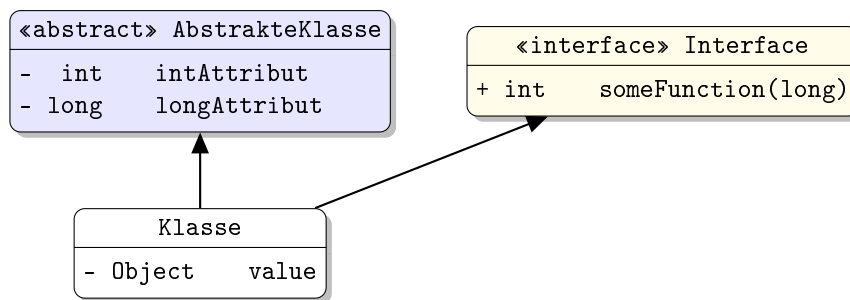 «abstract» AbstrakteKlasse
- int intAttribut
- long longAttribut
«interface» Interface
+ int someFunction(long)
Klasse
- Object value